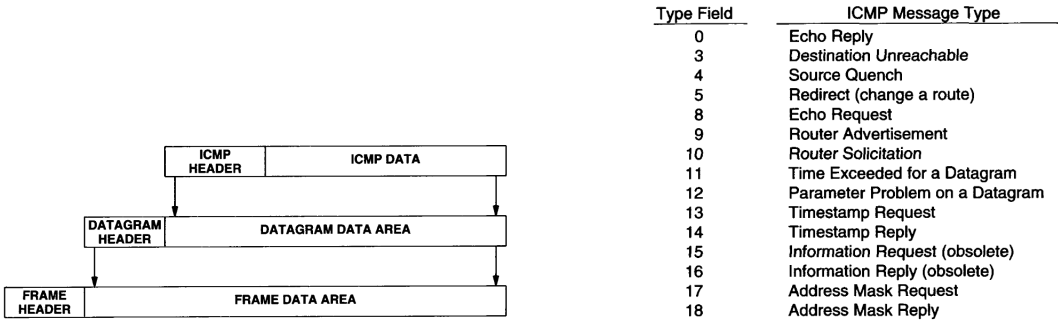 ICMP
HEADER
ICMP DATA
DATAGRAM
HEADER
DATAGRAM DATA AREA
FRAME
HEADER
FRAME DATA AREA
Type Field ICMP Message Type
0 Echo Reply
3 Destination Unreachable
4 Source Quench
5 Redirect (change a route)
8 Echo Request
9 Router Advertisement
10 Router Solicitation
11 Time Exceeded for a Datagram
12 Parameter Problem on a Datagram
13 Timestamp Request
14 Timestamp Reply
15 Information Request (obsolete)
16 Information Reply (obsolete)
17 Address Mask Request
18 Address Mask Reply